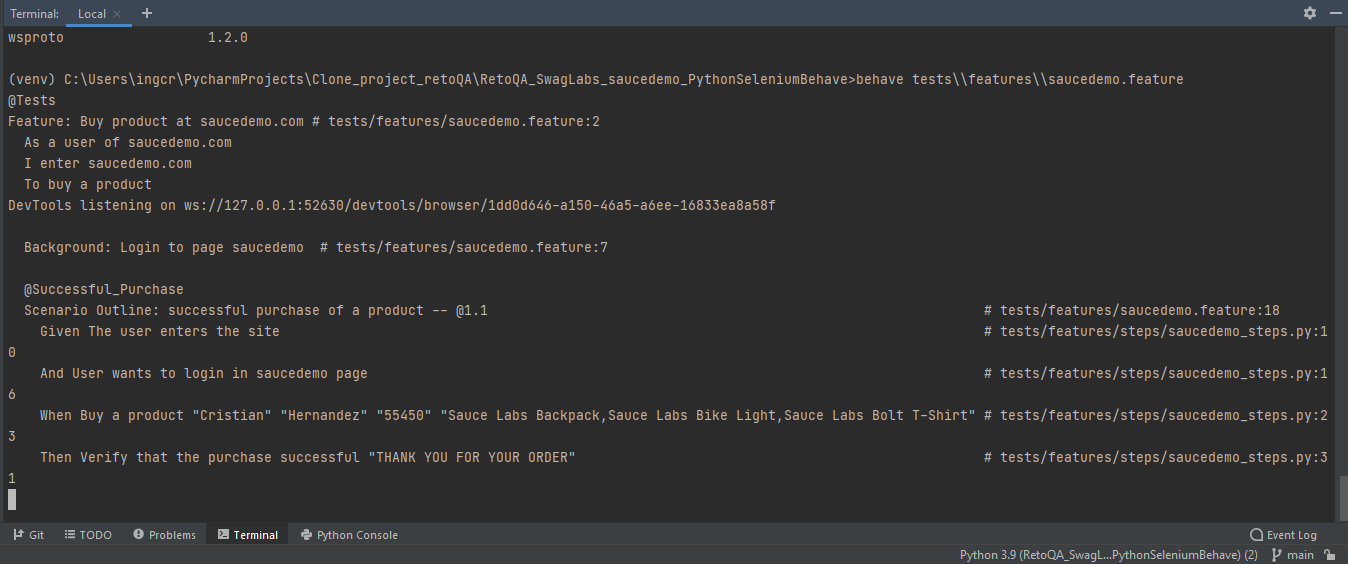 Terminal: Local × +
wsproto 1.2.0
(venv) C:\Users\ingcr\PycharmProjects\Clone_project_retoQA\RetoQA_SwagLabs_saucedemo_PythonSeleniumBehave>behave tests\\features\\saucedemo.feature
@Tests
Feature: Buy product at saucedemo.com # tests/features/saucedemo.feature:2
As a user of saucedemo.com
I enter saucedemo.com
To buy a product
DevTools listening on ws://127.0.0.1:52630/devtools/browser/1dd0d646-a150-46a5-a6ee-16833ea8a58f
Background: Login to page saucedemo # tests/features/saucedemo.feature:7
@Successful_Purchase
Scenario Outline: successful purchase of a product -- @1.1 # tests/features/saucedemo.feature:18
Given The user enters the site # tests/features/steps/saucedemo_steps.py:1
0
And User wants to login in saucedemo page # tests/features/steps/saucedemo_steps.py:1
6
When Buy a product "Cristian" "Hernandez" "55450" "Sauce Labs Backpack,Sauce Labs Bike Light,Sauce Labs Bolt T-Shirt" # tests/features/steps/saucedemo_steps.py:2
3
Then Verify that the purchase successful "THANK YOU FOR YOUR ORDER" # tests/features/steps/saucedemo_steps.py:3
1
Git TODO Problems Terminal Python Console Event Log
Python 3.9 (RetoQA_SwagL...PythonSeleniumBehave) (2) main